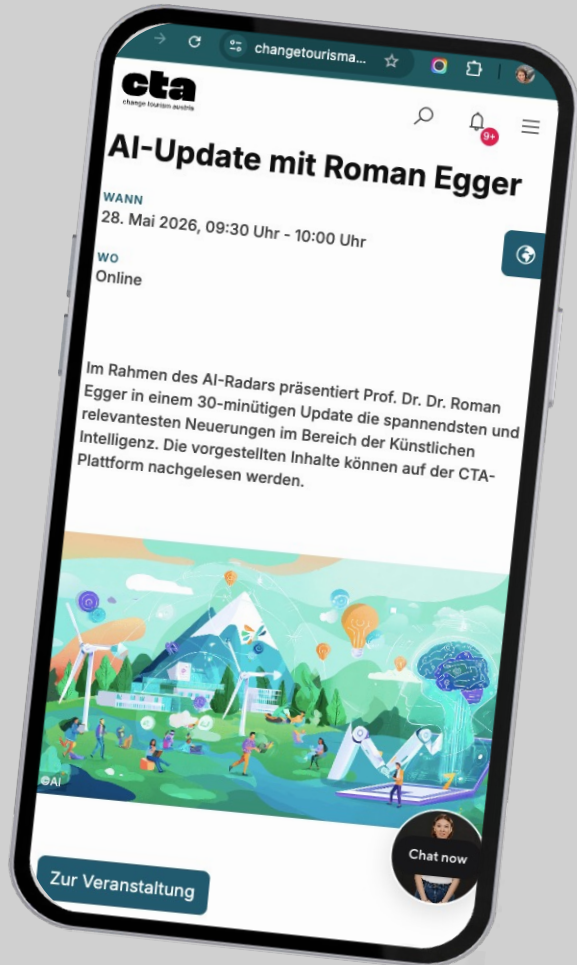 changetourisma...
cta
change tourism austria
9+
AI-Update mit Roman Egger
WANN
28. Mai 2026, 09:30 Uhr - 10:00 Uhr
WO
Online
Im Rahmen des AI-Radars präsentiert Prof. Dr. Dr. Roman
Egger in einem 30-minütigen Update die spannendsten und
relevantesten Neuerungen im Bereich der Künstlichen
Intelligenz. Die vorgestellten Inhalte können auf der CTA-
Plattform nachgelesen werden.
©AI
Chat now
Zur Veranstaltung